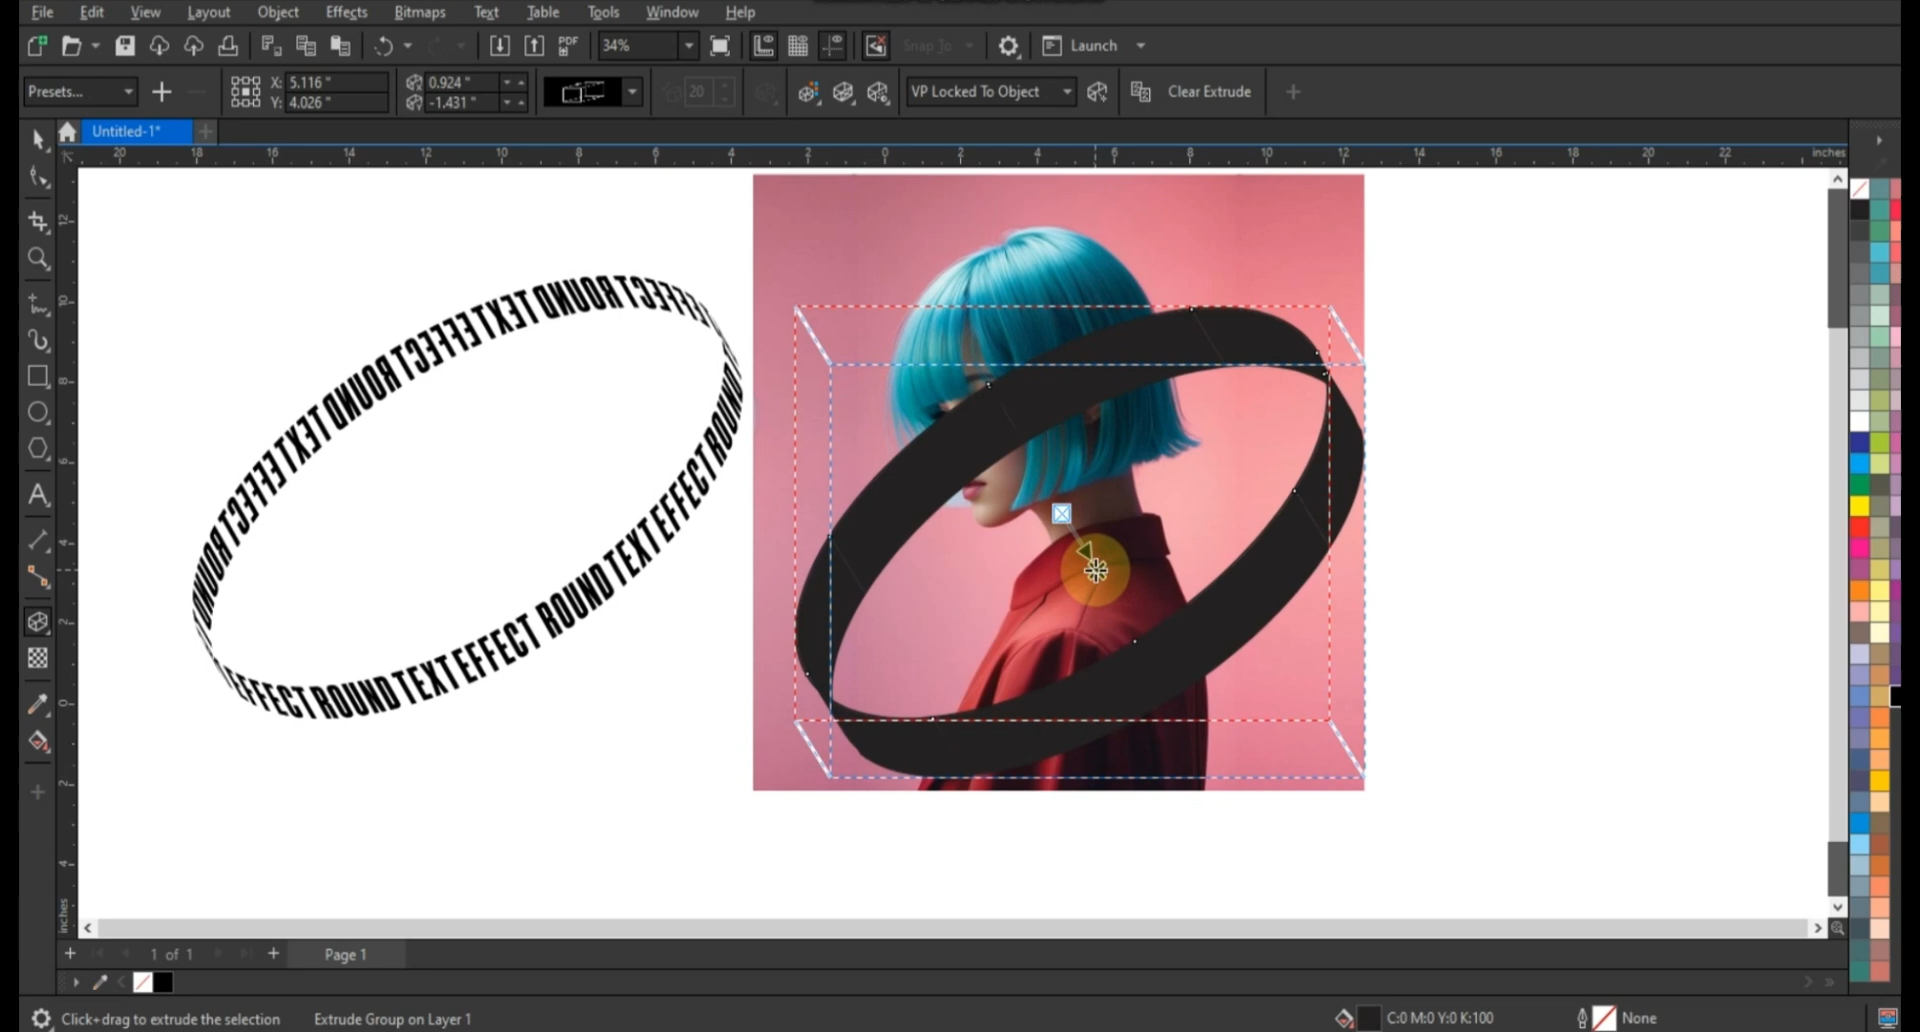 File Edit View Layout Object Effects Bitmaps Text Table Tools Window Help
PDF 34% Snap To Launch
Presets... X: 5.116 " 0.924 " 20 VP Locked To Object Clear Extrude
Y: 4.026 " -1.431 "
Untitled-1*
20 18 16 14 12 10 8 6 4 2 0 2 4 6 8 10 12 14 16 18 20 22 inches
12
10
8
6
4
2
0
2
4
inches
ROUND TEXT EFFECT ROUND TEXT EFFECT ROUND TEXT EFFECT
EFFECT ROUND TEXT EFFECT ROUND TEXT EFFECT ROUND
1 of 1 Page 1
Click+drag to extrude the selection Extrude Group on Layer 1 C:0 M:0 Y:0 K:100 None